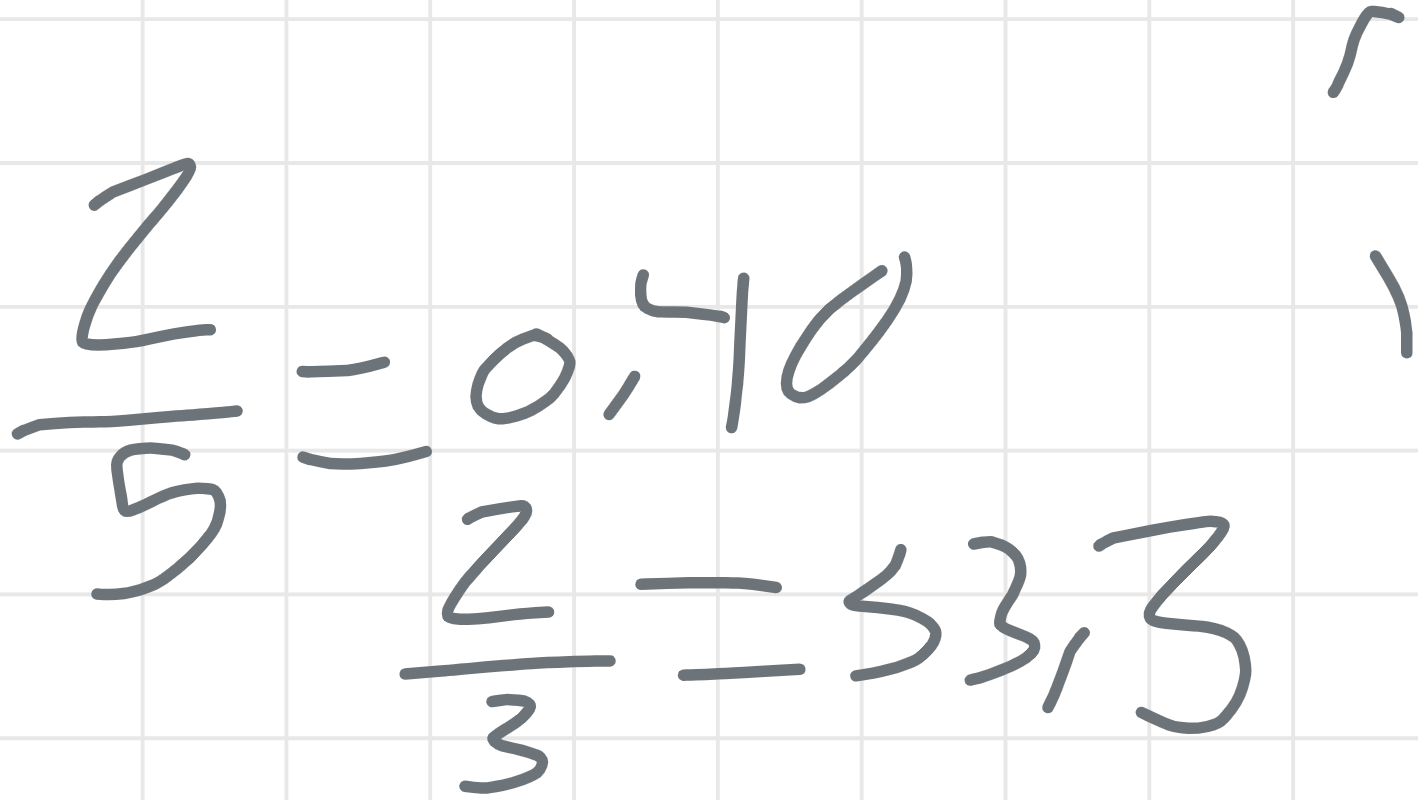 2/5 = 0,40
2/3 = 33,3